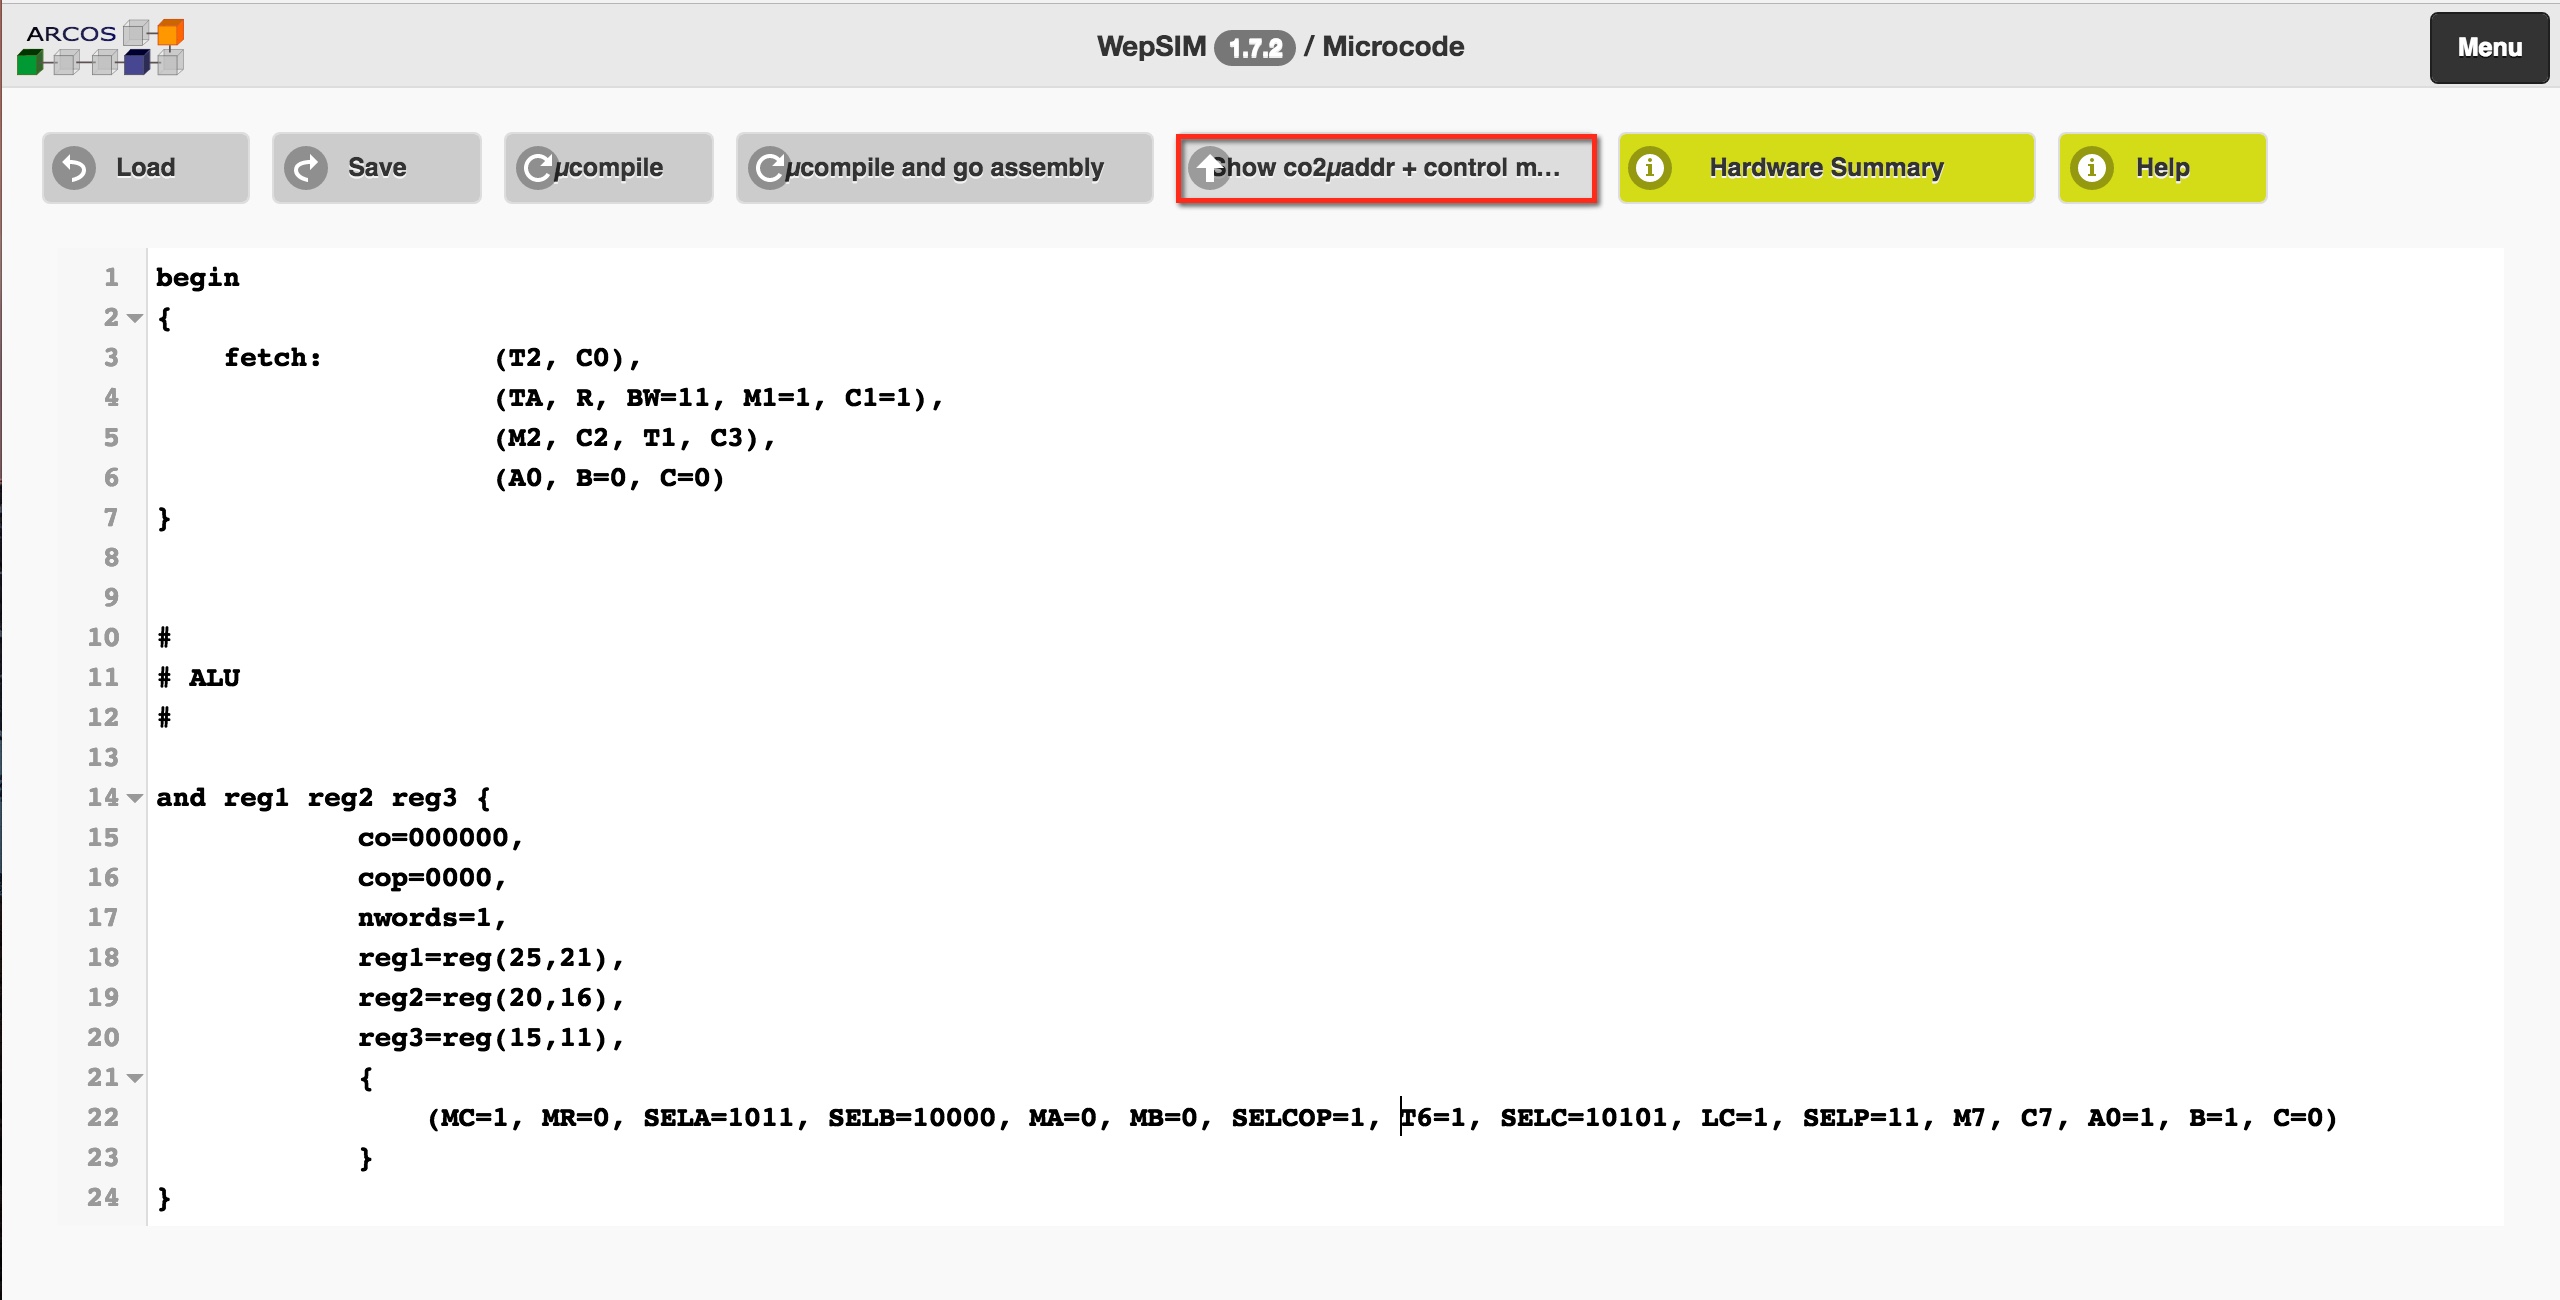 ARCOS
WepSIM 1.7.2 / Microcode
Menu
Load
Save
µcompile
µcompile and go assembly
Show co2µaddr + control m...
Hardware Summary
Help
1 begin
2 {
3 fetch: (T2, C0),
4 (TA, R, BW=11, M1=1, C1=1),
5 (M2, C2, T1, C3),
6 (A0, B=0, C=0)
7 }
8
9
10 #
11 # ALU
12 #
13
14 and reg1 reg2 reg3 {
15 co=000000,
16 cop=0000,
17 nwords=1,
18 reg1=reg(25,21),
19 reg2=reg(20,16),
20 reg3=reg(15,11),
21 {
22 (MC=1, MR=0, SELA=1011, SELB=10000, MA=0, MB=0, SELCOP=1, T6=1, SELC=10101, LC=1, SELP=11, M7, C7, A0=1, B=1, C=0)
23 }
24 }